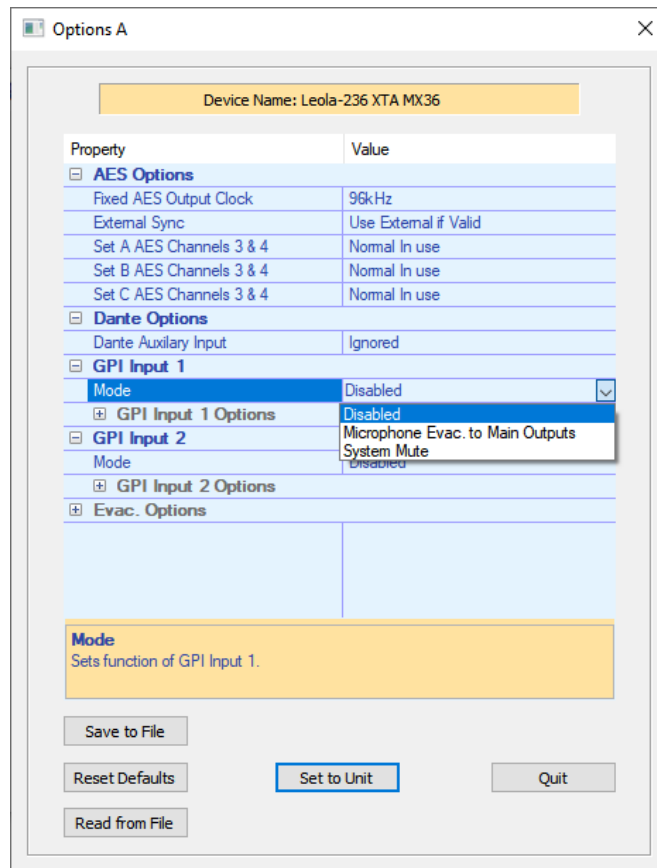 Options A
Device Name: Leola-236 XTA MX36
Property Value
AES Options
Fixed AES Output Clock 96kHz
External Sync Use External if Valid
Set A AES Channels 3 & 4 Normal In use
Set B AES Channels 3 & 4 Normal In use
Set C AES Channels 3 & 4 Normal In use
Dante Options
Dante Auxilary Input Ignored
GPI Input 1
Mode Disabled
GPI Input 1 Options Disabled
Microphone Evac. to Main Outputs
GPI Input 2 System Mute
Mode Disabled
GPI Input 2 Options
Evac. Options
Mode
Sets function of GPI Input 1.
Save to File
Reset Defaults Set to Unit Quit
Read from File